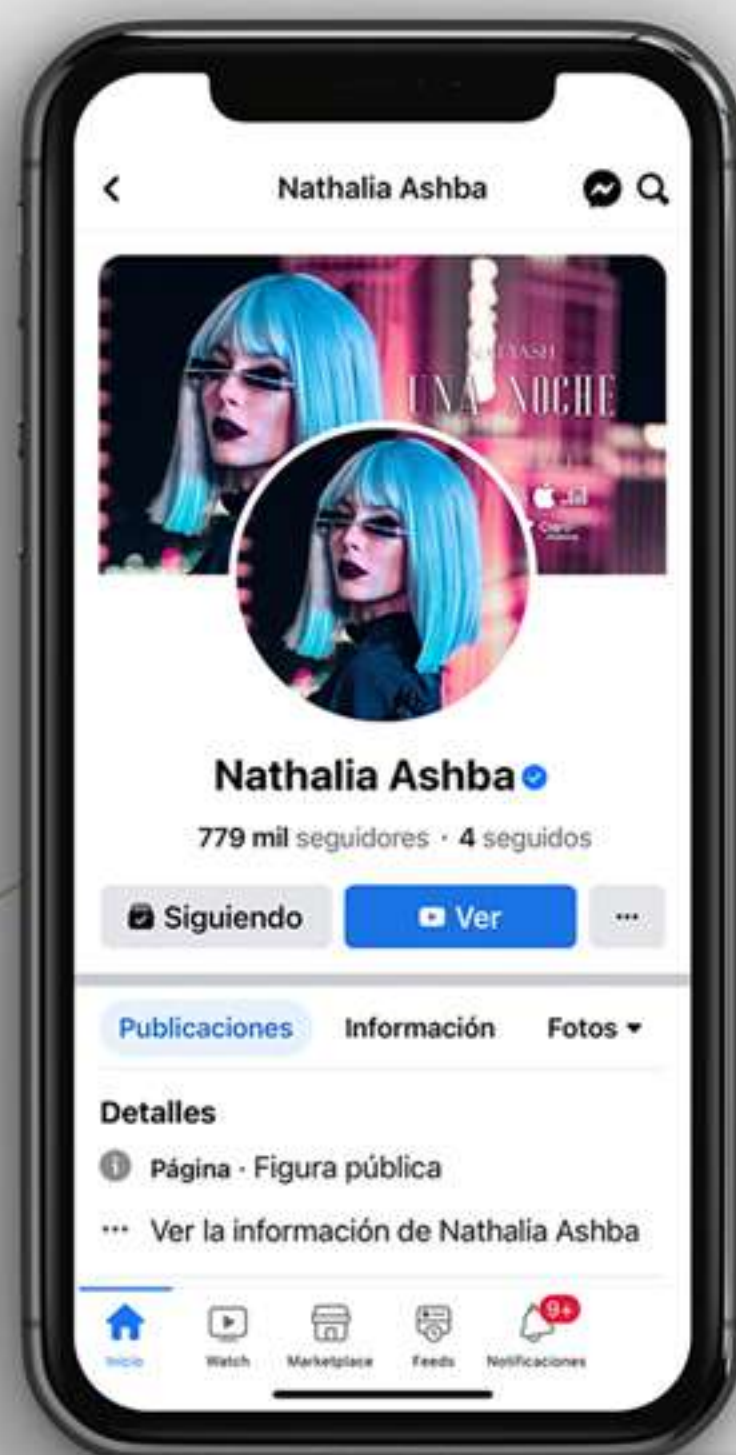 Nathalia Ashba
UNA NOCHE
Nathalia Ashba
779 mil seguidores · 4 seguidos
Siguiendo
Ver
Publicaciones
Información
Fotos
Detalles
Página · Figura pública
Ver la información de Nathalia Ashba
9+
Inicio
Watch
Marketplace
Feeds
Notificaciones